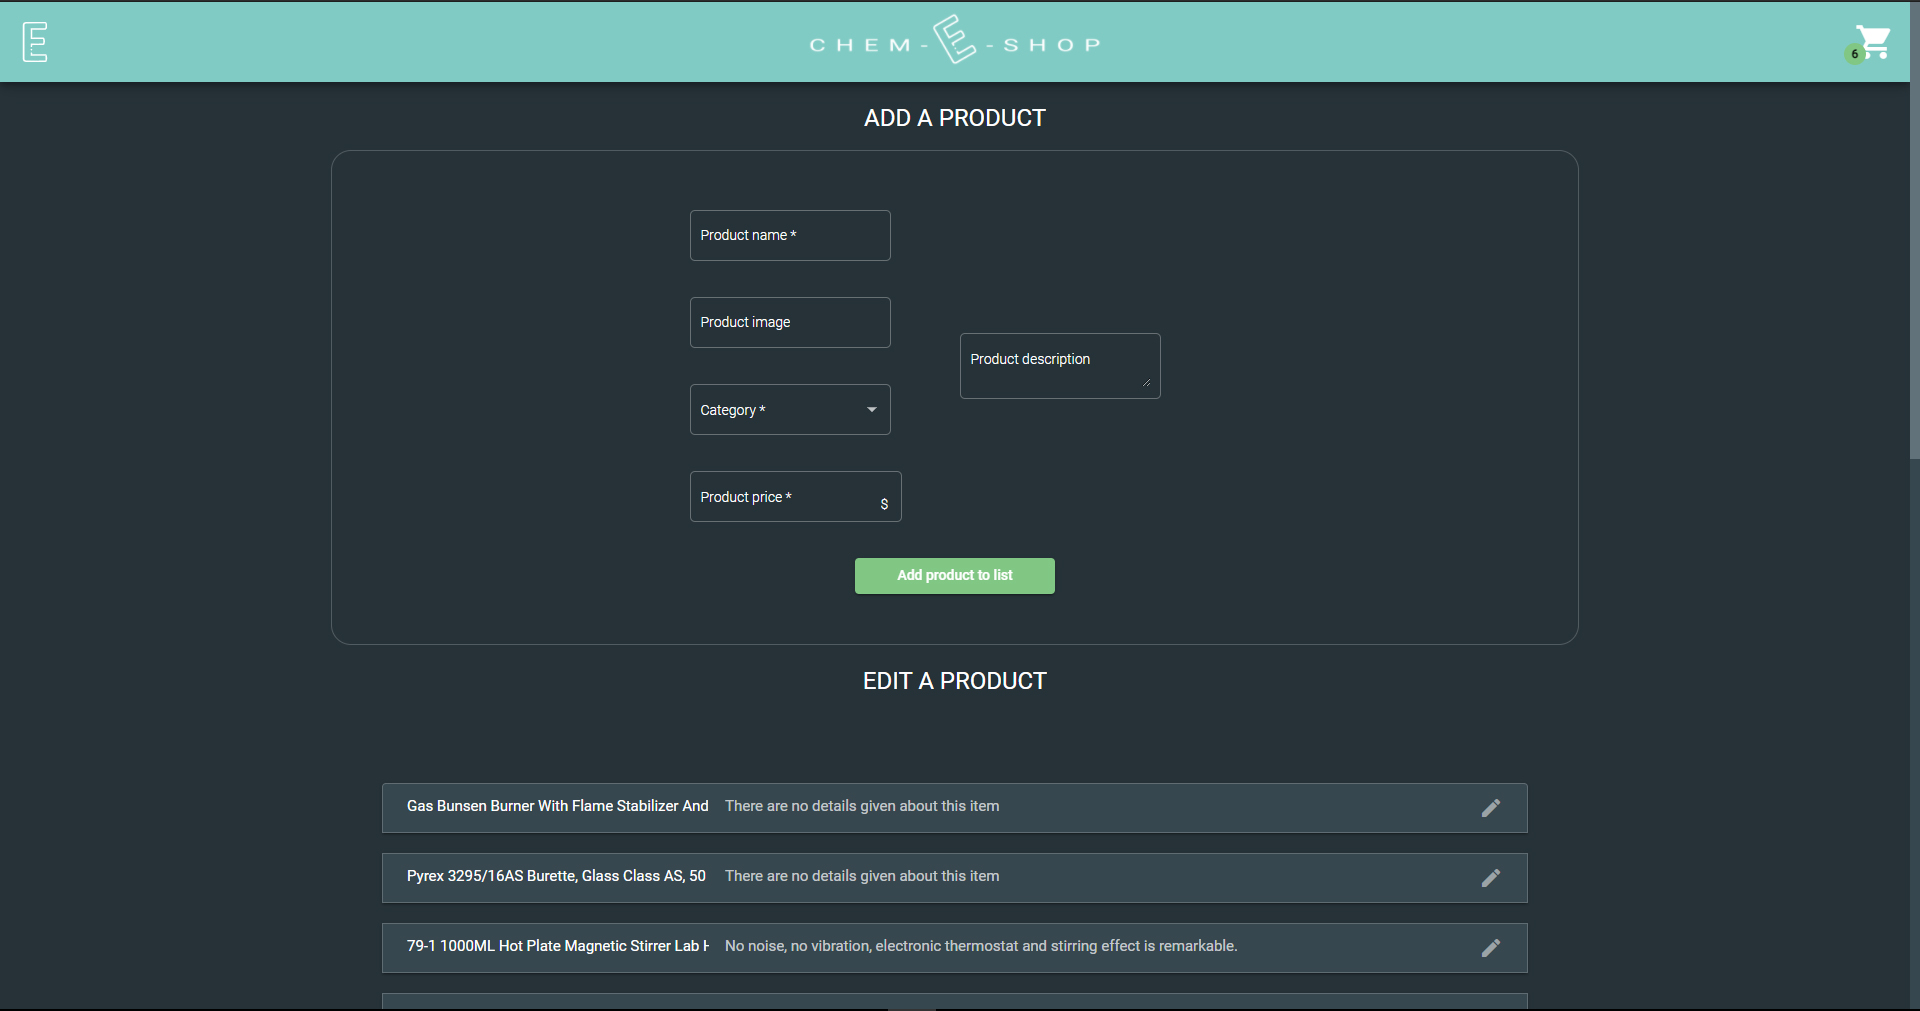 E
CHEM-E-SHOP
6
ADD A PRODUCT
Product name *
Product image
Product description
Category *
Product price *
$
Add product to list
EDIT A PRODUCT
Gas Bunsen Burner With Flame Stabilizer And There are no details given about this item
Pyrex 3295/16AS Burette, Glass Class AS, 50 There are no details given about this item
79-1 1000ML Hot Plate Magnetic Stirrer Lab No noise, no vibration, electronic thermostat and stirring effect is remarkable.